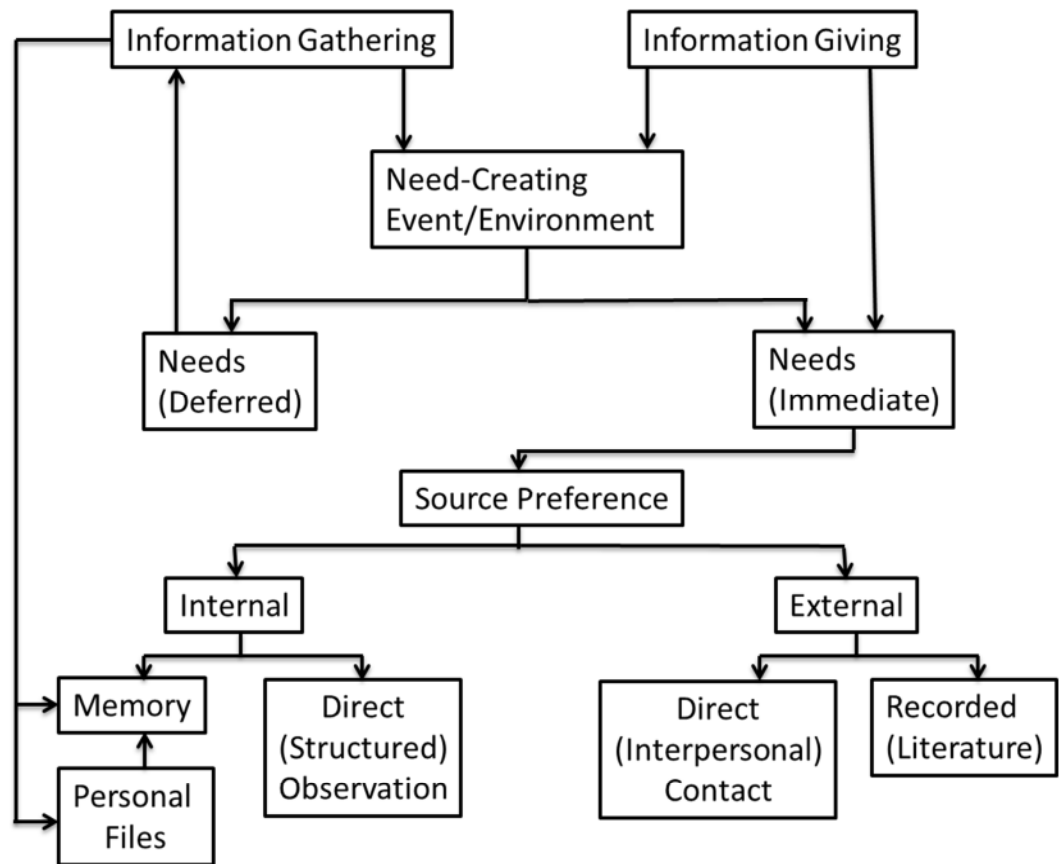 Information Gathering
Information Giving
Need-Creating
Event/Environment
Needs
(Deferred)
Needs
(Immediate)
Source Preference
Internal
External
Memory
Direct
(Structured)
Observation
Direct
(Interpersonal)
Contact
Recorded
(Literature)
Personal
Files